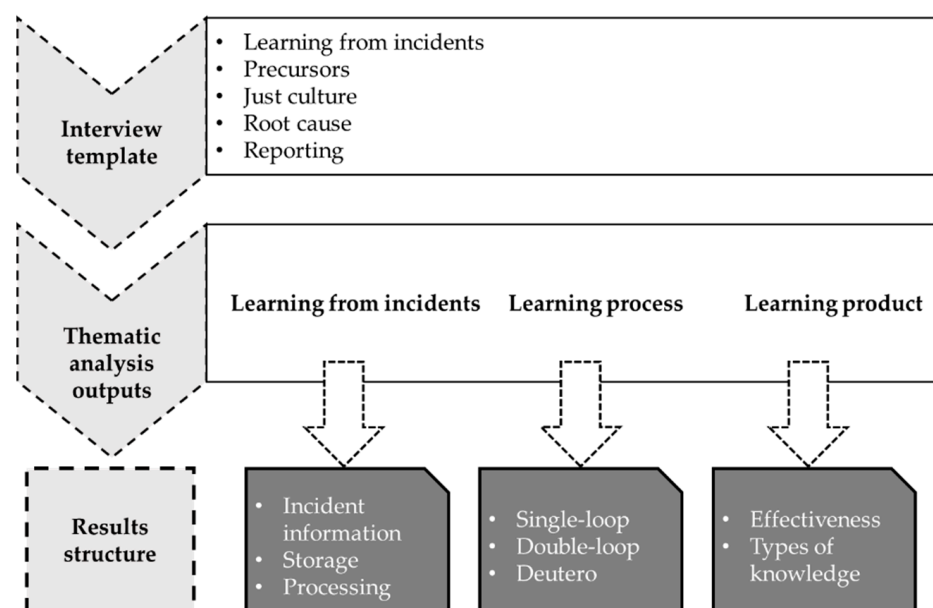 Interview
template
• Learning from incidents
• Precursors
• Just culture
• Root cause
• Reporting
Thematic
analysis
outputs
Learning from incidents
Learning process
Learning product
Results
structure
• Incident
information
• Storage
• Processing
• Single-loop
• Double-loop
• Deutero
• Effectiveness
• Types of
knowledge